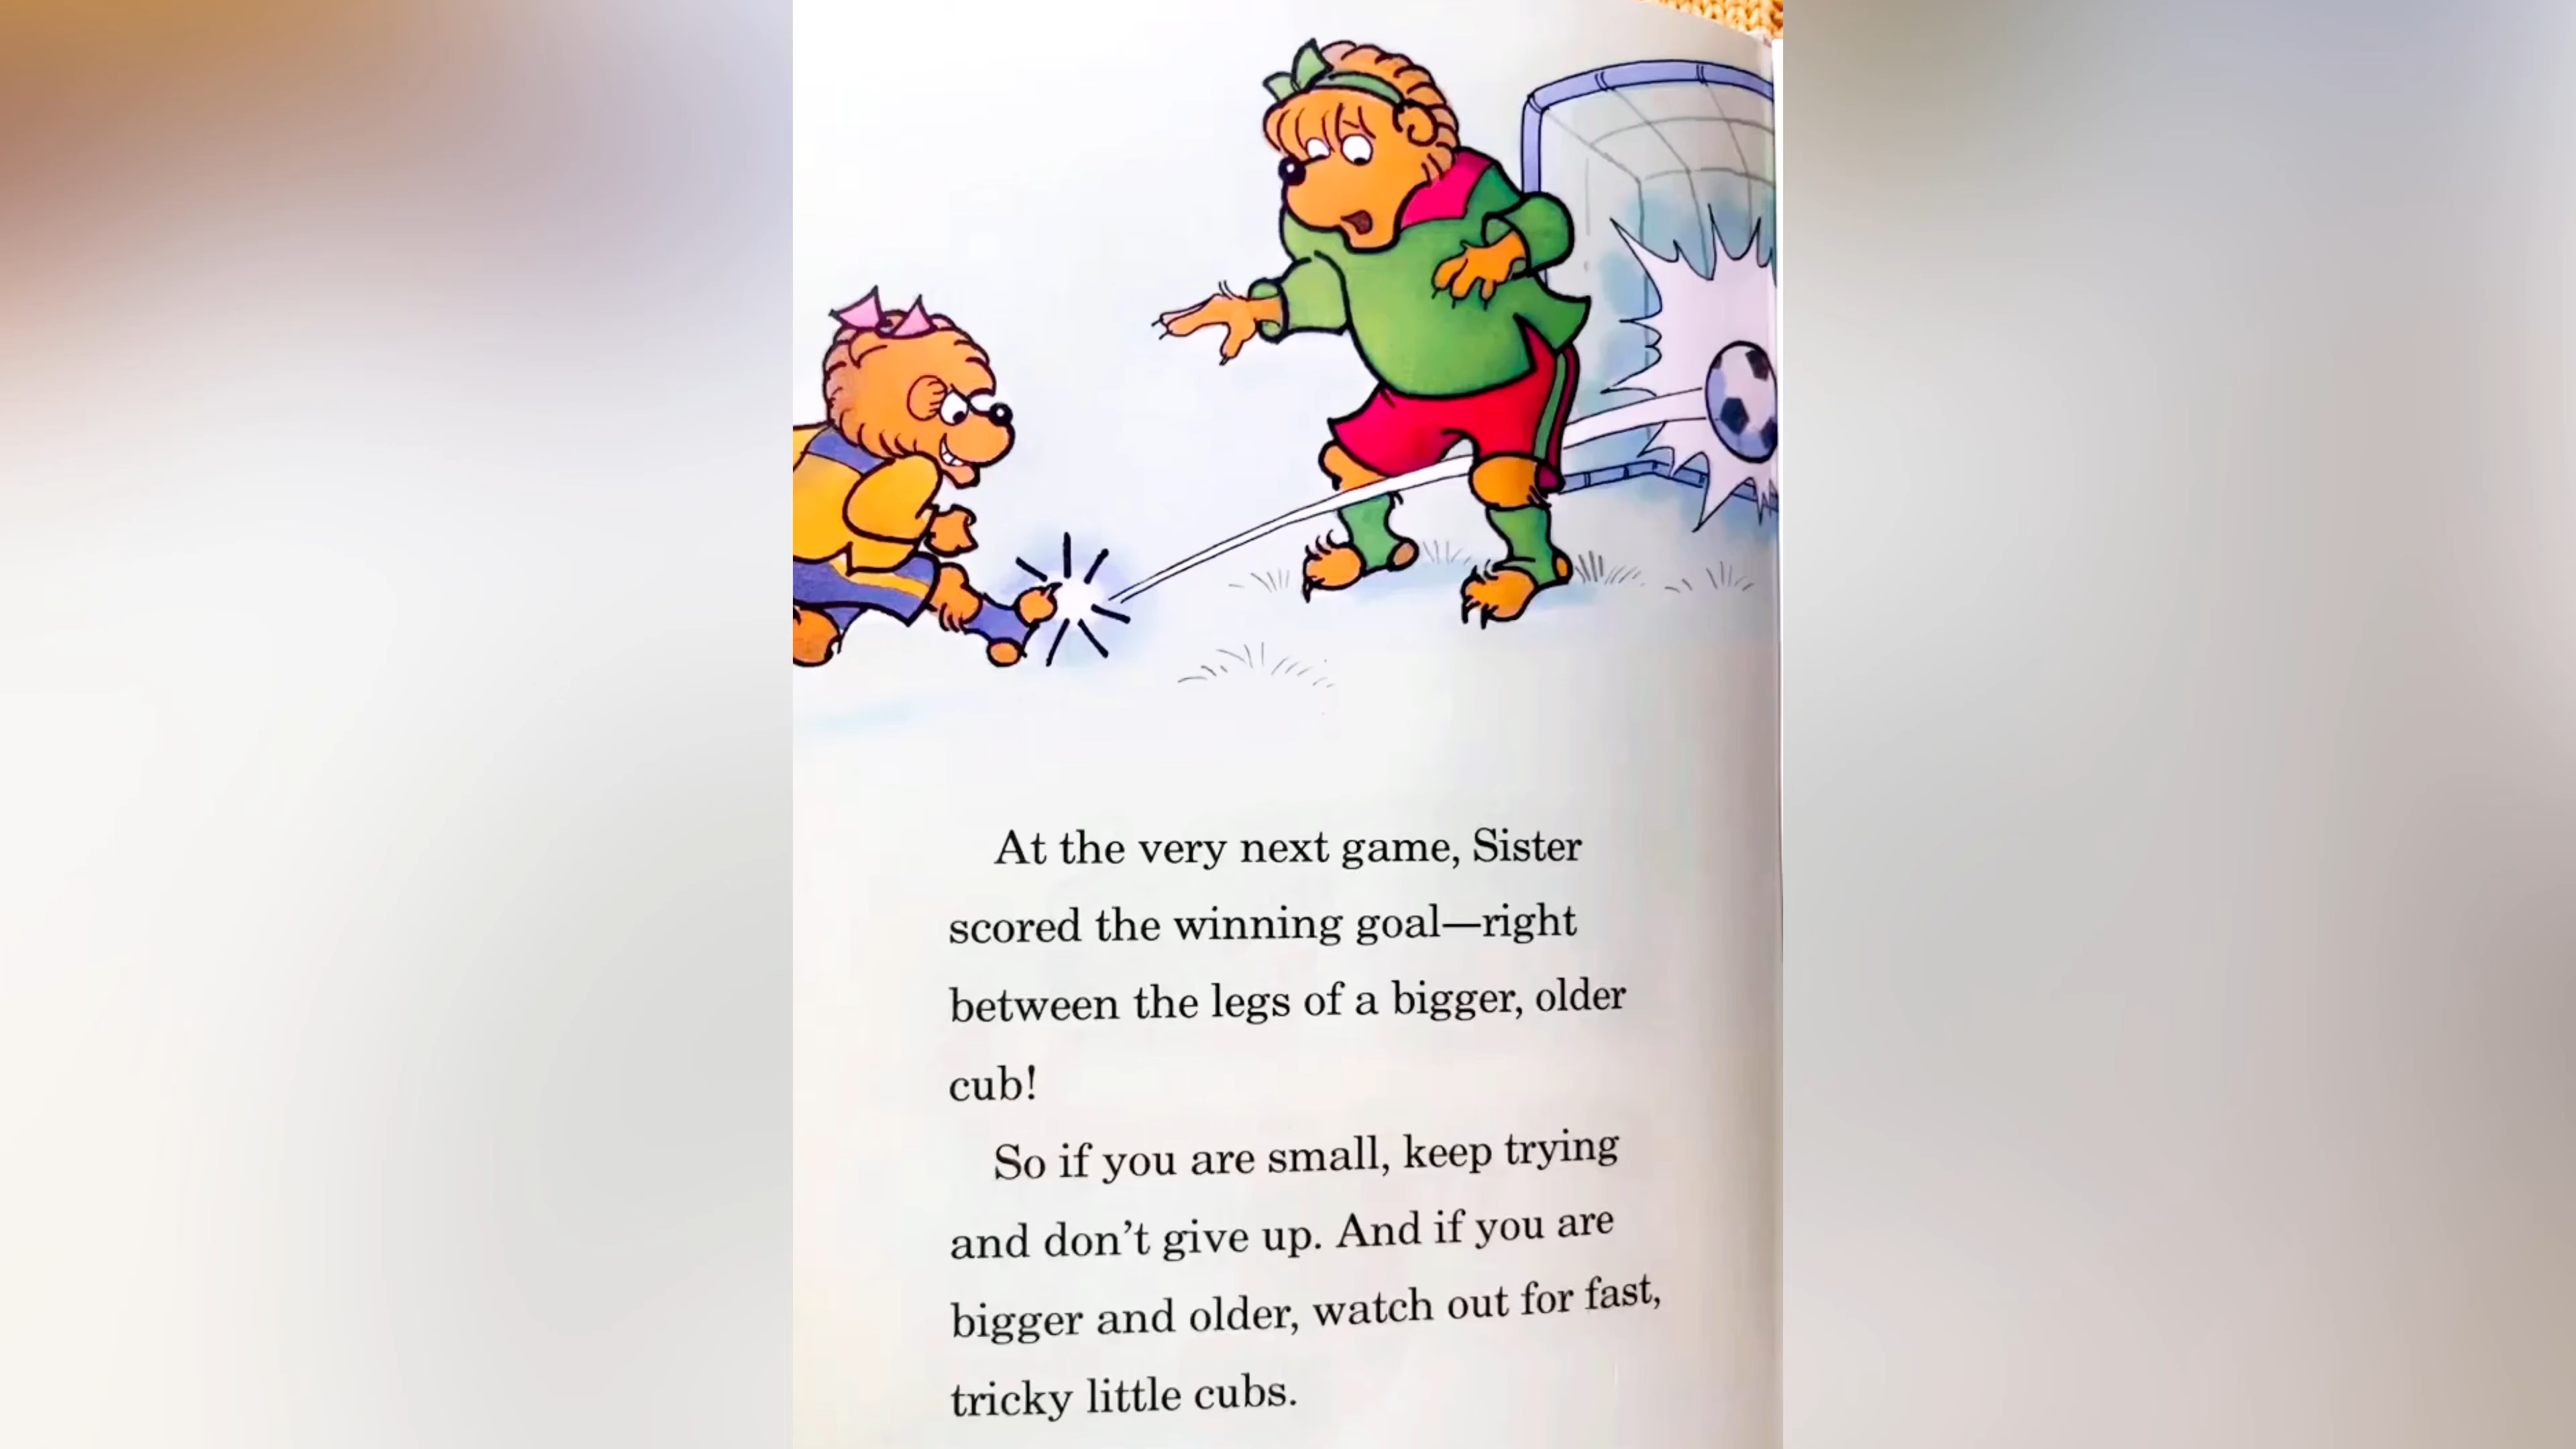 At the very next game, Sister
scored the winning goal—right
between the legs of a bigger, older
cub!
So if you are small, keep trying
and don't give up. And if you are
bigger and older, watch out for fast,
tricky little cubs.